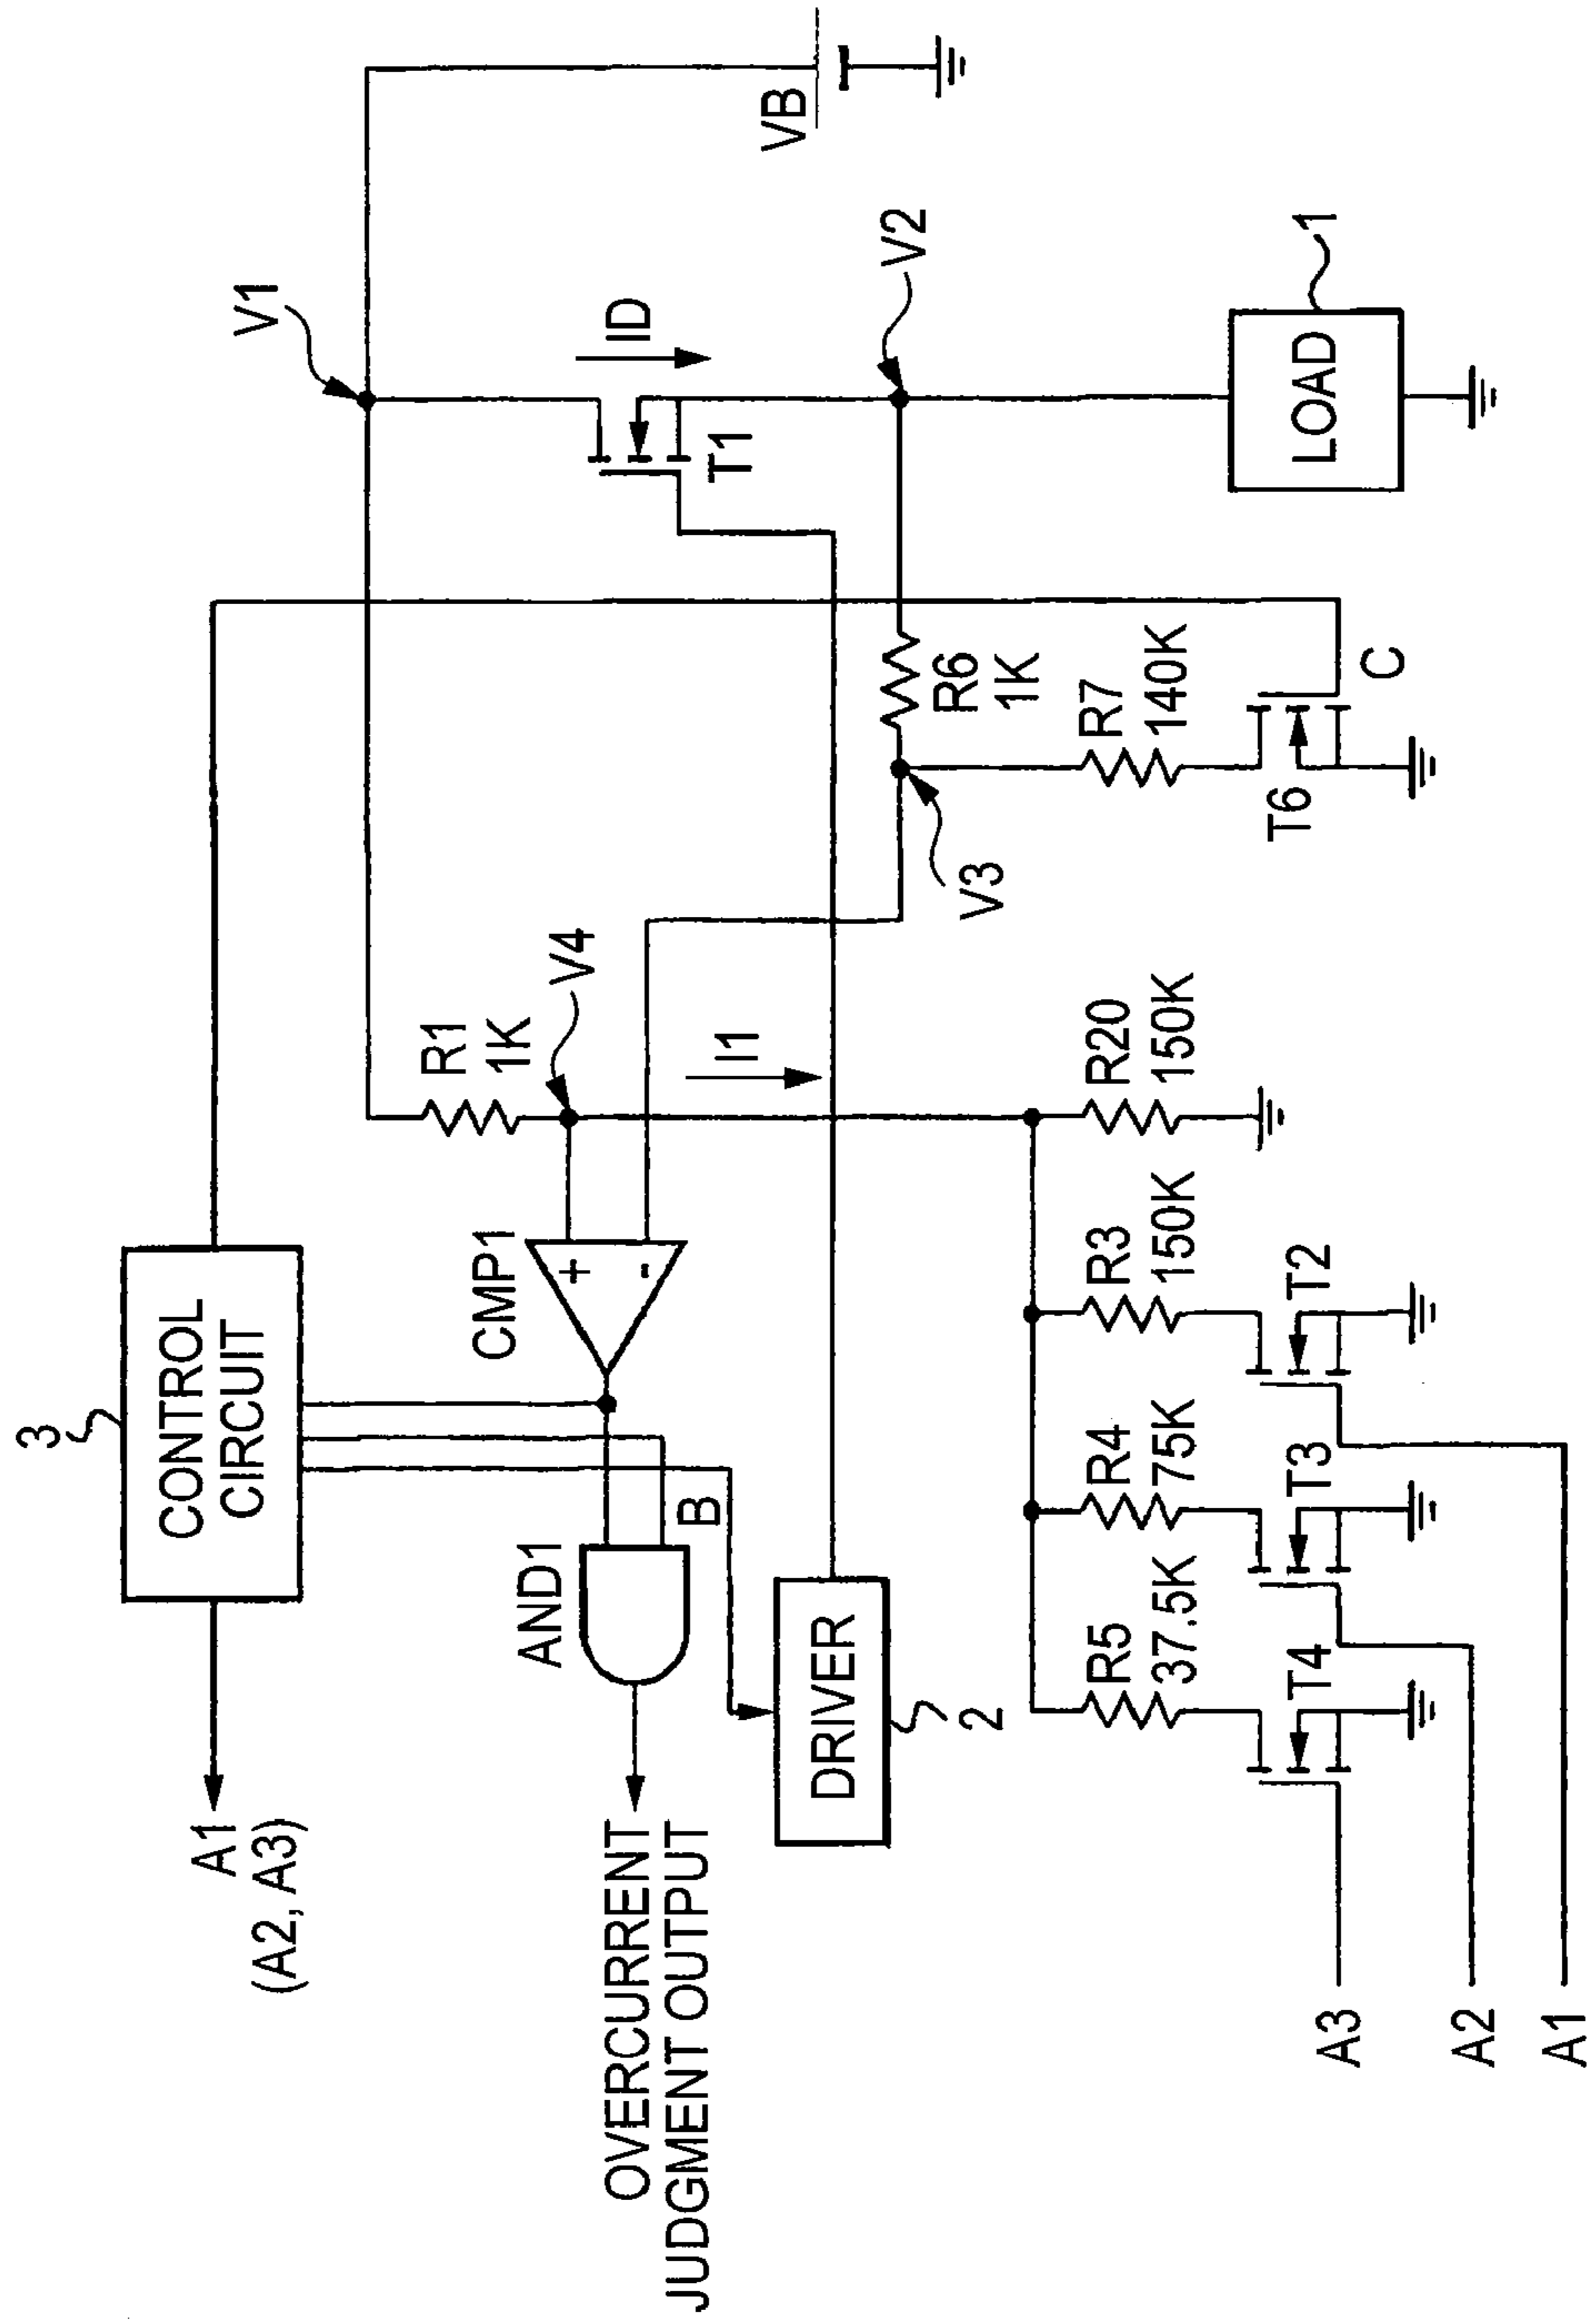 3
CONTROL
CIRCUIT
A1
(A2, A3)
V1
VB
R1
1K
V4
CMP1
+
-
ID
T1
AND1
B
OVERCURRENT
JUDGMENT OUTPUT
I1
V2
DRIVER
2
R6
1K
V3
R7
140K
T6
C
LOAD
1
R5
37.5K
R4
75K
R3
150K
R20
150K
T4
T3
T2
A3
A2
A1